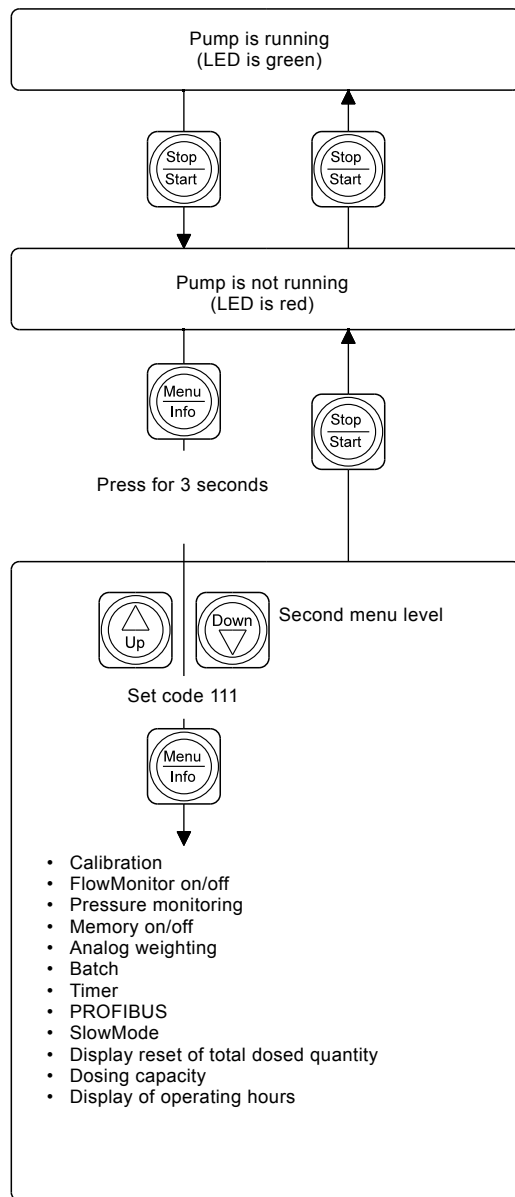 Pump is running
(LED is green)
Stop
Start
Stop
Start
Pump is not running
(LED is red)
Menu
Info
Stop
Start
Press for 3 seconds
Up
Down
Second menu level
Set code 111
Menu
Info
• Calibration
• FlowMonitor on/off
• Pressure monitoring
• Memory on/off
• Analog weighting
• Batch
• Timer
• PROFIBUS
• SlowMode
• Display reset of total dosed quantity
• Dosing capacity
• Display of operating hours